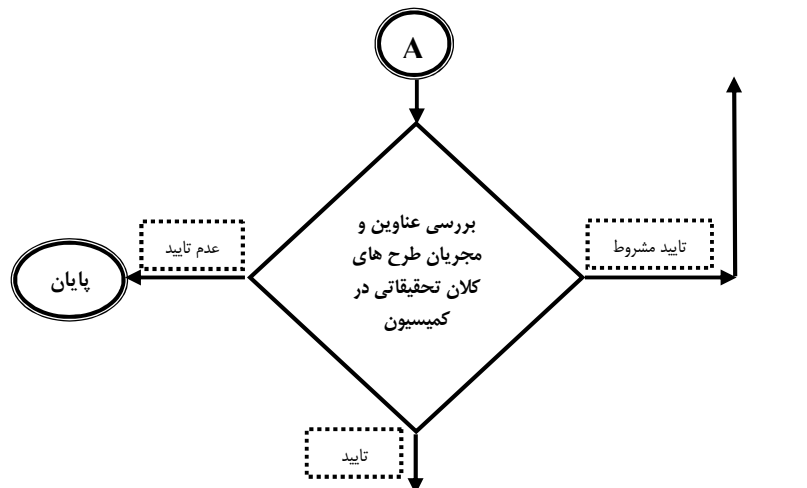 A
بررسی عناوین و
مجریان طرح های
کلان تحقیقاتی در
کمیسیون
تایید مشروط
عدم تایید
پایان
تایید